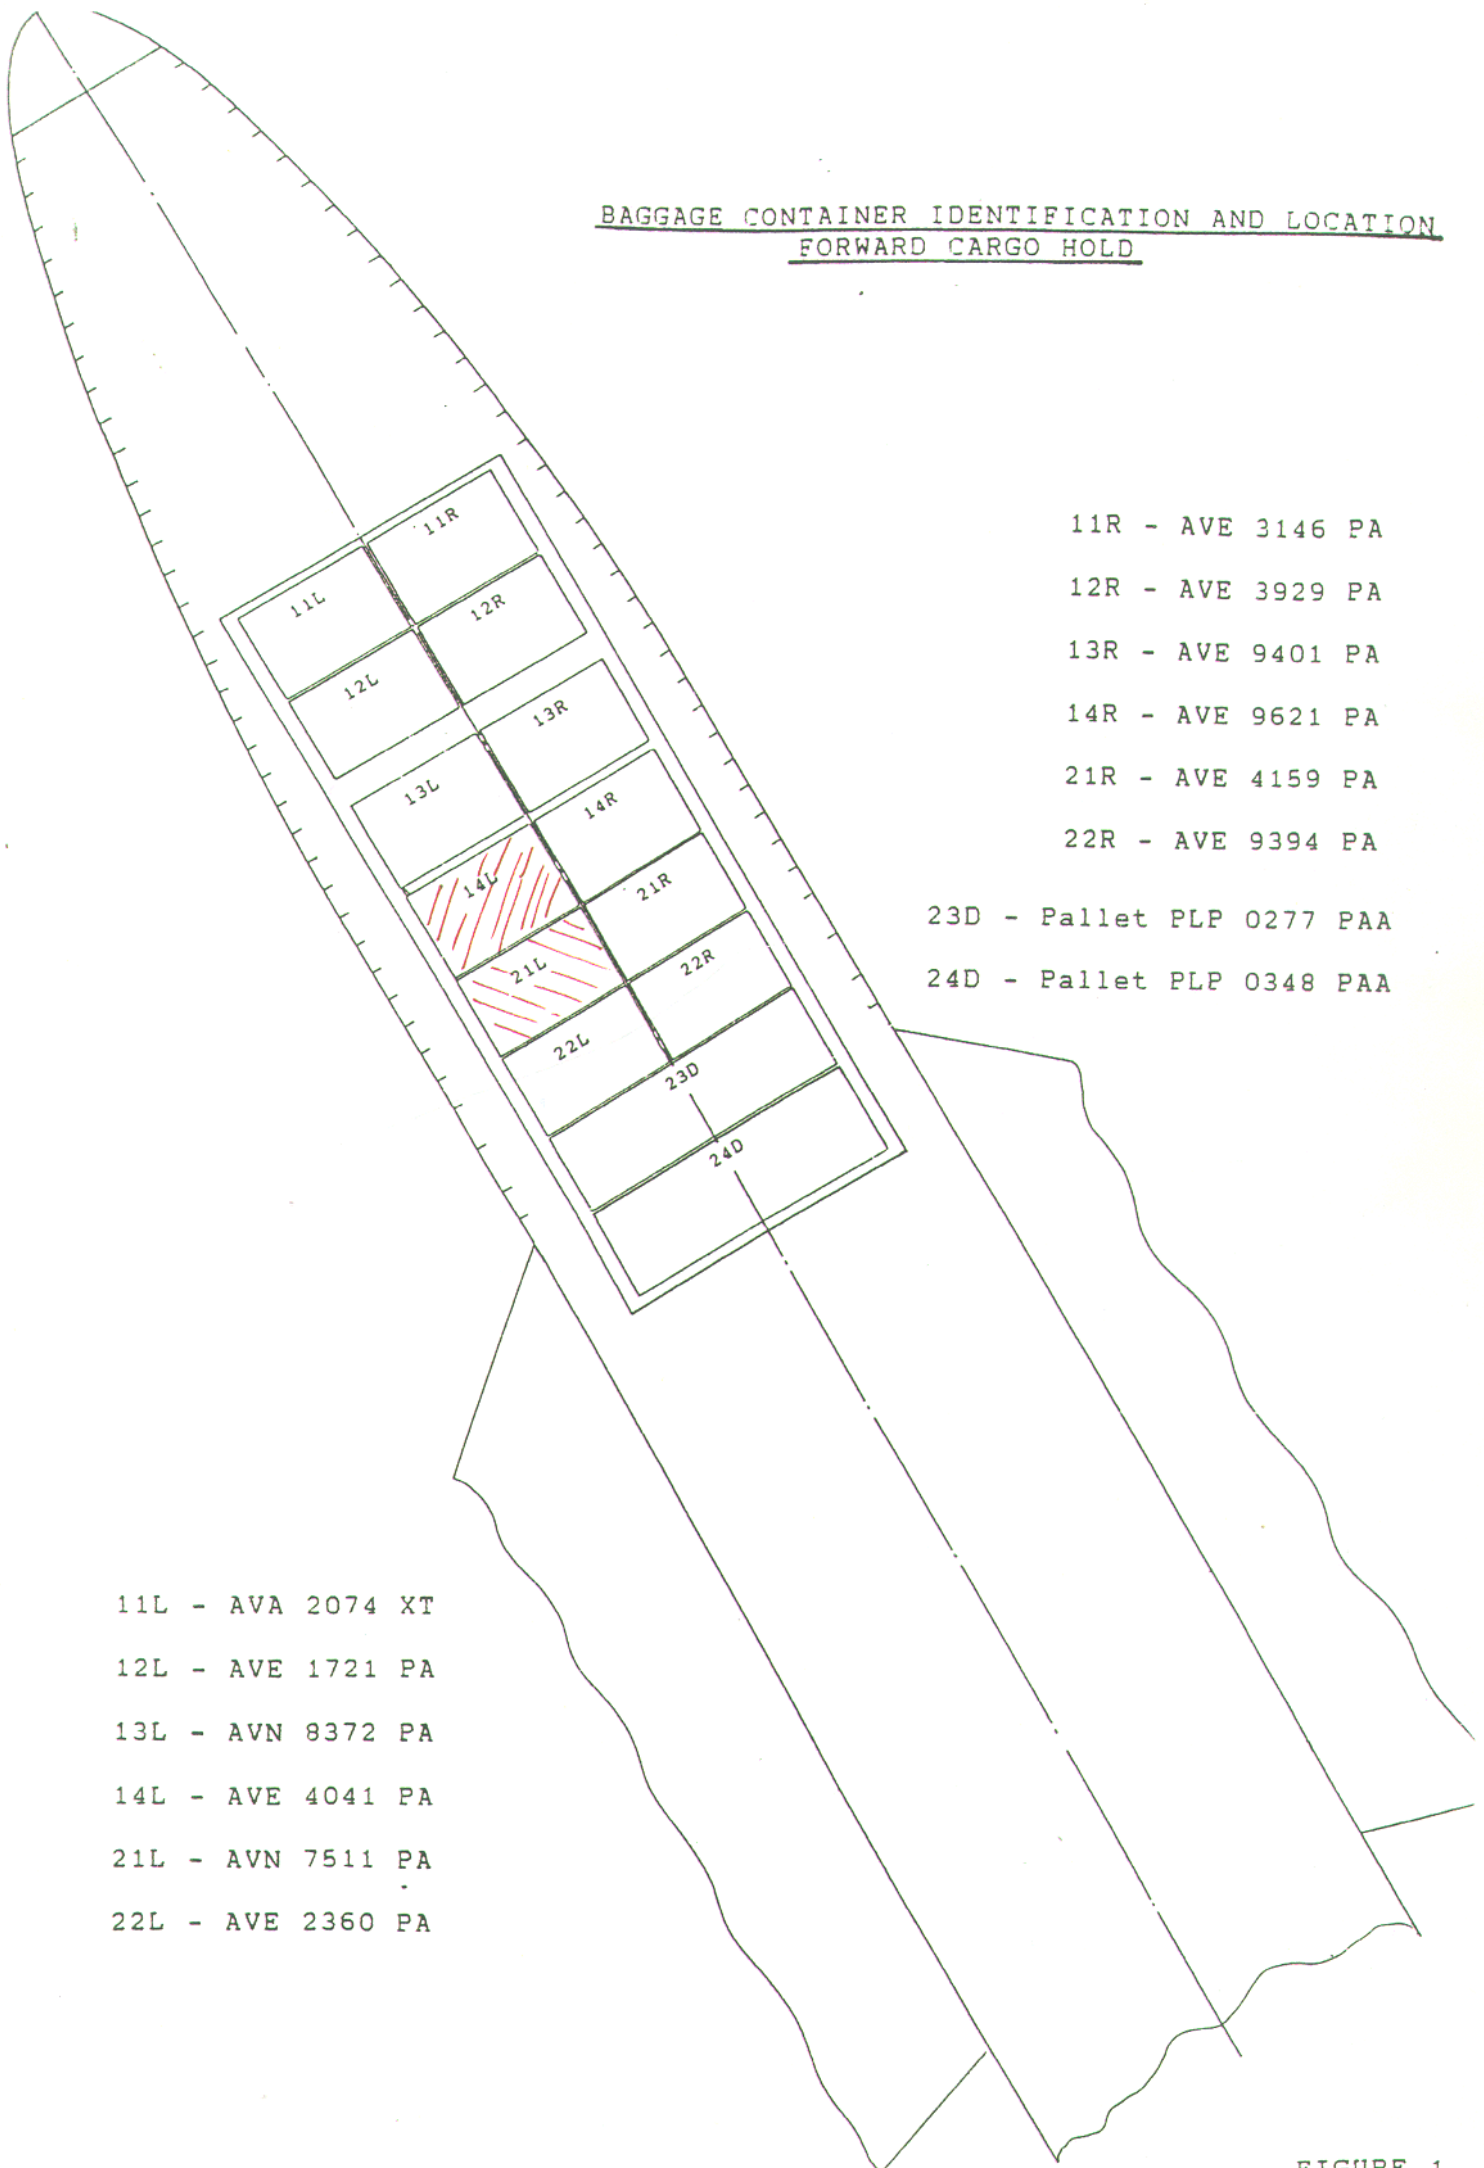 BAGGAGE CONTAINER IDENTIFICATION AND LOCATION
FORWARD CARGO HOLD
11R
11L
12R
12L
13R
13L
14R
14L
21R
21L
22R
22L
23D
24D
11R - AVE 3146 PA
12R - AVE 3929 PA
13R - AVE 9401 PA
14R - AVE 9621 PA
21R - AVE 4159 PA
22R - AVE 9394 PA
23D - Pallet PLP 0277 PAA
24D - Pallet PLP 0348 PAA
11L - AVA 2074 XT
12L - AVE 1721 PA
13L - AVN 8372 PA
14L - AVE 4041 PA
21L - AVN 7511 PA
22L - AVE 2360 PA
FIGURE 1